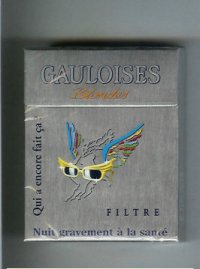 GAULOISES
Blondes
Qui a encore fait ça
FILTRE
Nuit gravement à la santé